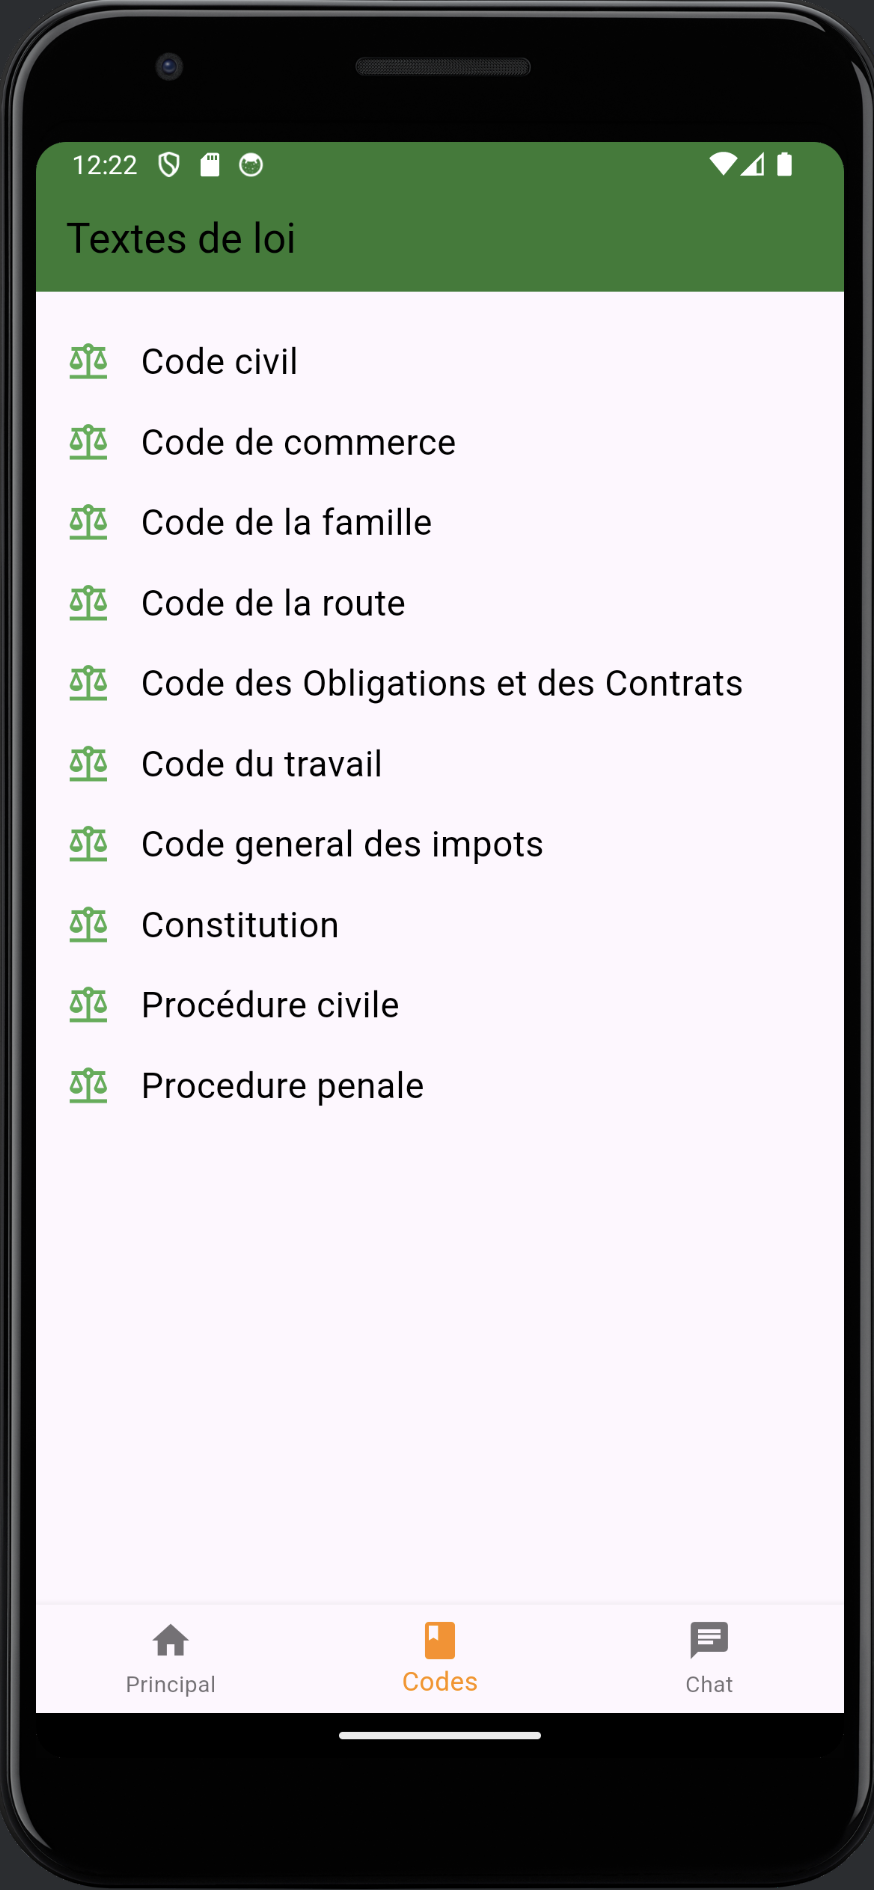 12:22
Textes de loi
Code civil
Code de commerce
Code de la famille
Code de la route
Code des Obligations et des Contrats
Code du travail
Code general des impots
Constitution
Procédure civile
Procedure penale
Principal
Codes
Chat